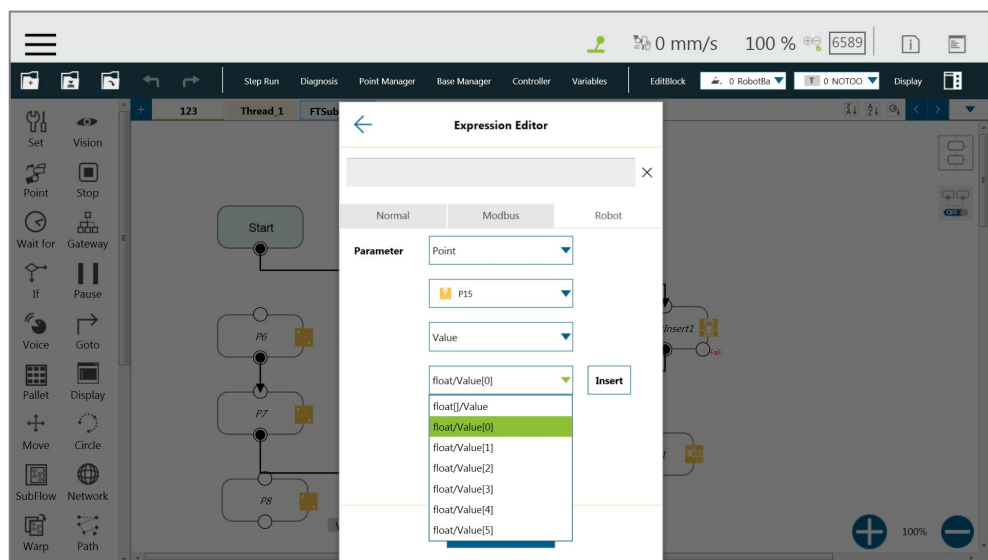 0 mm/s 100 % 6589
Step Run Diagnosis Point Manager Base Manager Controller Variables EditBlock 0 RobotBa T 0 NOTOO Display
+ 123 Thread_1 FTSub
Set Vision
Point Stop
Wait for Gateway
If Pause
Voice Goto
Pallet Display
Move Circle
SubFlow Network
Warp Path
Start
P6
P7
P8
Expression Editor
Normal Modbus Robot
Parameter Point
P15
Value
float/Value[0] Insert
float[]/Value
float/Value[0]
float/Value[1]
float/Value[2]
float/Value[3]
float/Value[4]
float/Value[5]
OFF
Insert1
Fail
100%